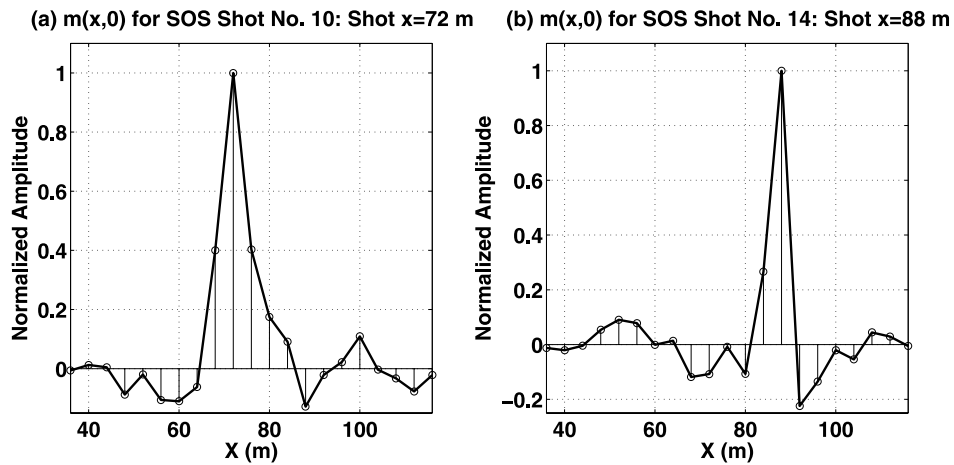 (a) m(x,0) for SOS Shot No. 10: Shot x=72 m
1
0.8
0.6
0.4
0.2
0
Normalized Amplitude
40 60 80 100
X (m)
(b) m(x,0) for SOS Shot No. 14: Shot x=88 m
1
0.8
0.6
0.4
0.2
0
−0.2
Normalized Amplitude
40 60 80 100
X (m)